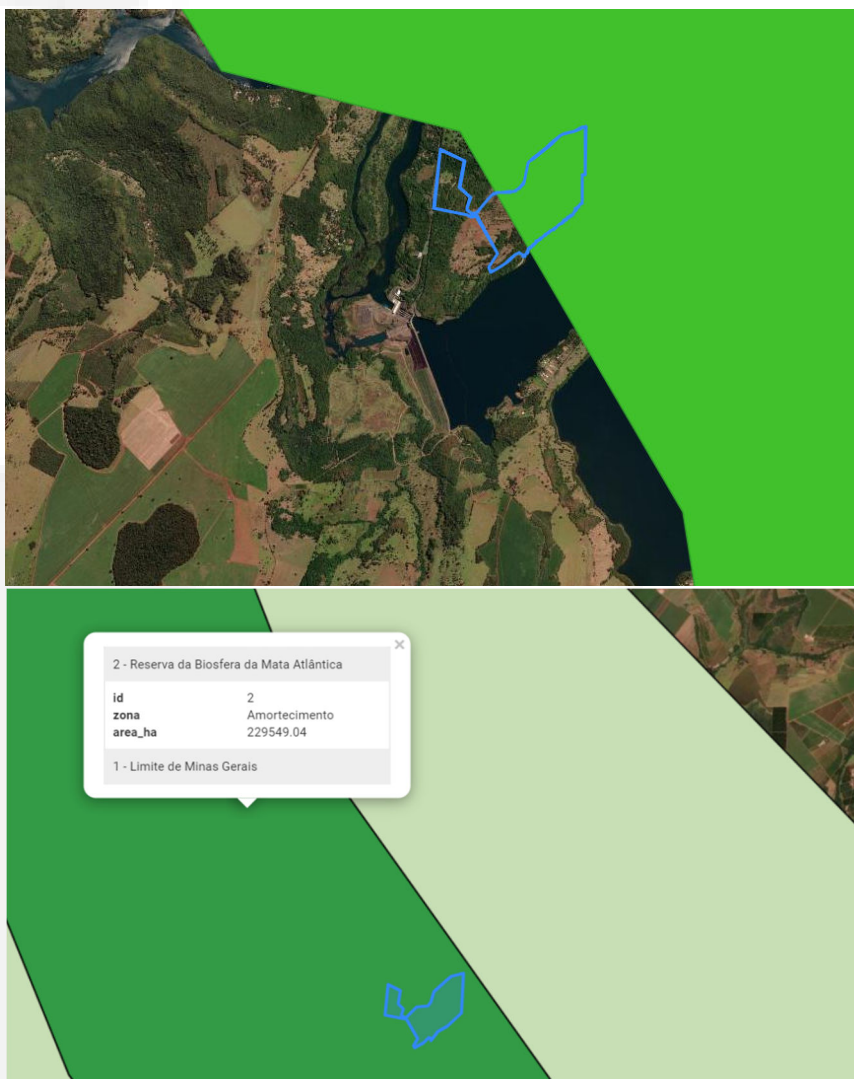 ×
2 - Reserva da Biosfera da Mata Atlântica
id 2
zona Amortecimento
area_ha 229549.04
1 - Limite de Minas Gerais